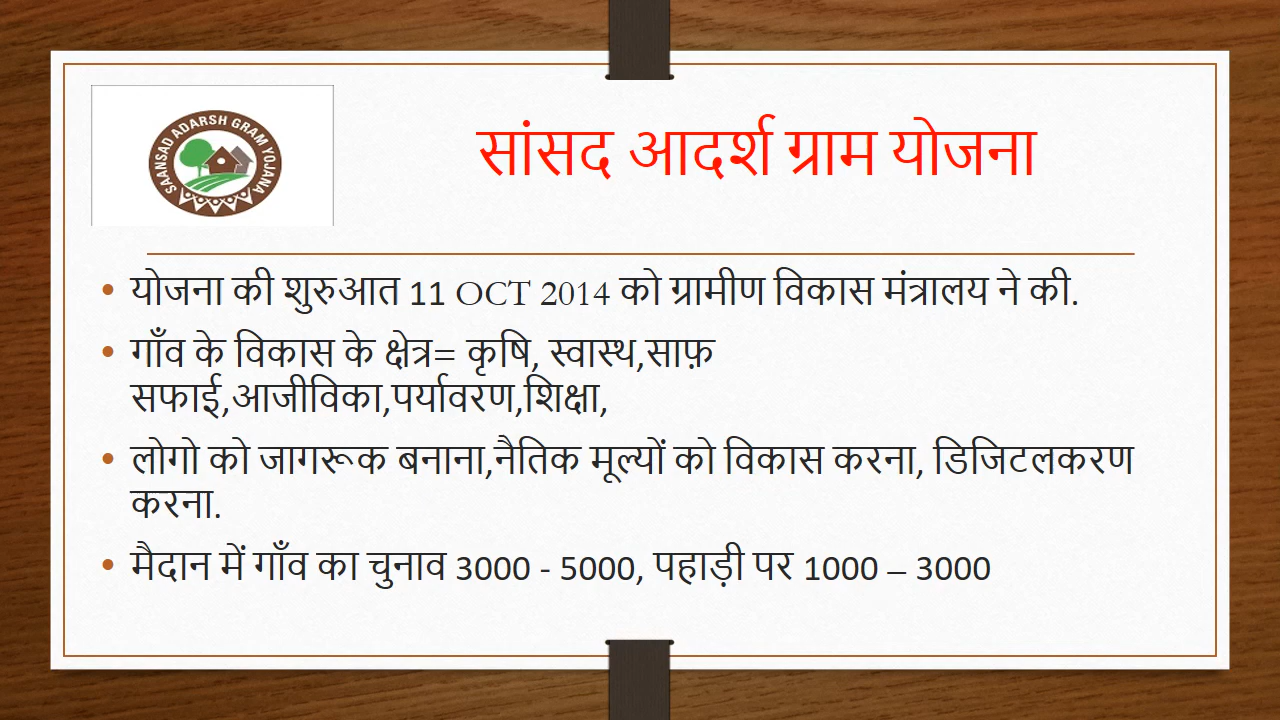 SAANSAD ADARSH GRAM YOJANA
सांसद आदर्श ग्राम योजना
• योजना की शुरुआत 11 OCT 2014 को ग्रामीण विकास मंत्रालय ने की.
• गाँव के विकास के क्षेत्र= कृषि, स्वास्थ,साफ़
सफाई,आजीविका,पर्यावरण,शिक्षा,
• लोगो को जागरूक बनाना,नैतिक मूल्यों को विकास करना, डिजिटलकरण
करना.
• मैदान में गाँव का चुनाव 3000 - 5000, पहाड़ी पर 1000 – 3000